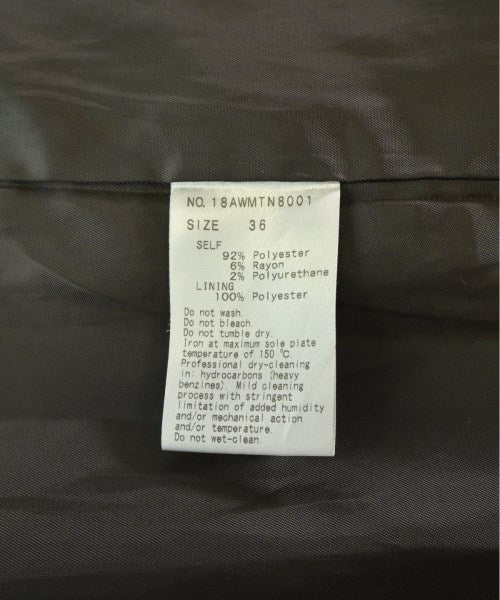 NO. 18AWMTN8001
SIZE 36
SELF
92% Polyester
6% Rayon
2% Polyurethane
LINING
100% Polyester
Do not wash.
Do not bleach.
Do not tumble dry.
Iron at maximum sole plate
temperature of 150 ℃.
Professional dry-cleaning
in: hydrocarbons (heavy
benzines). Mild cleaning
process with stringent
limitation of added humidity
and/or mechanical action
and/or temperature.
Do not wet-clean.